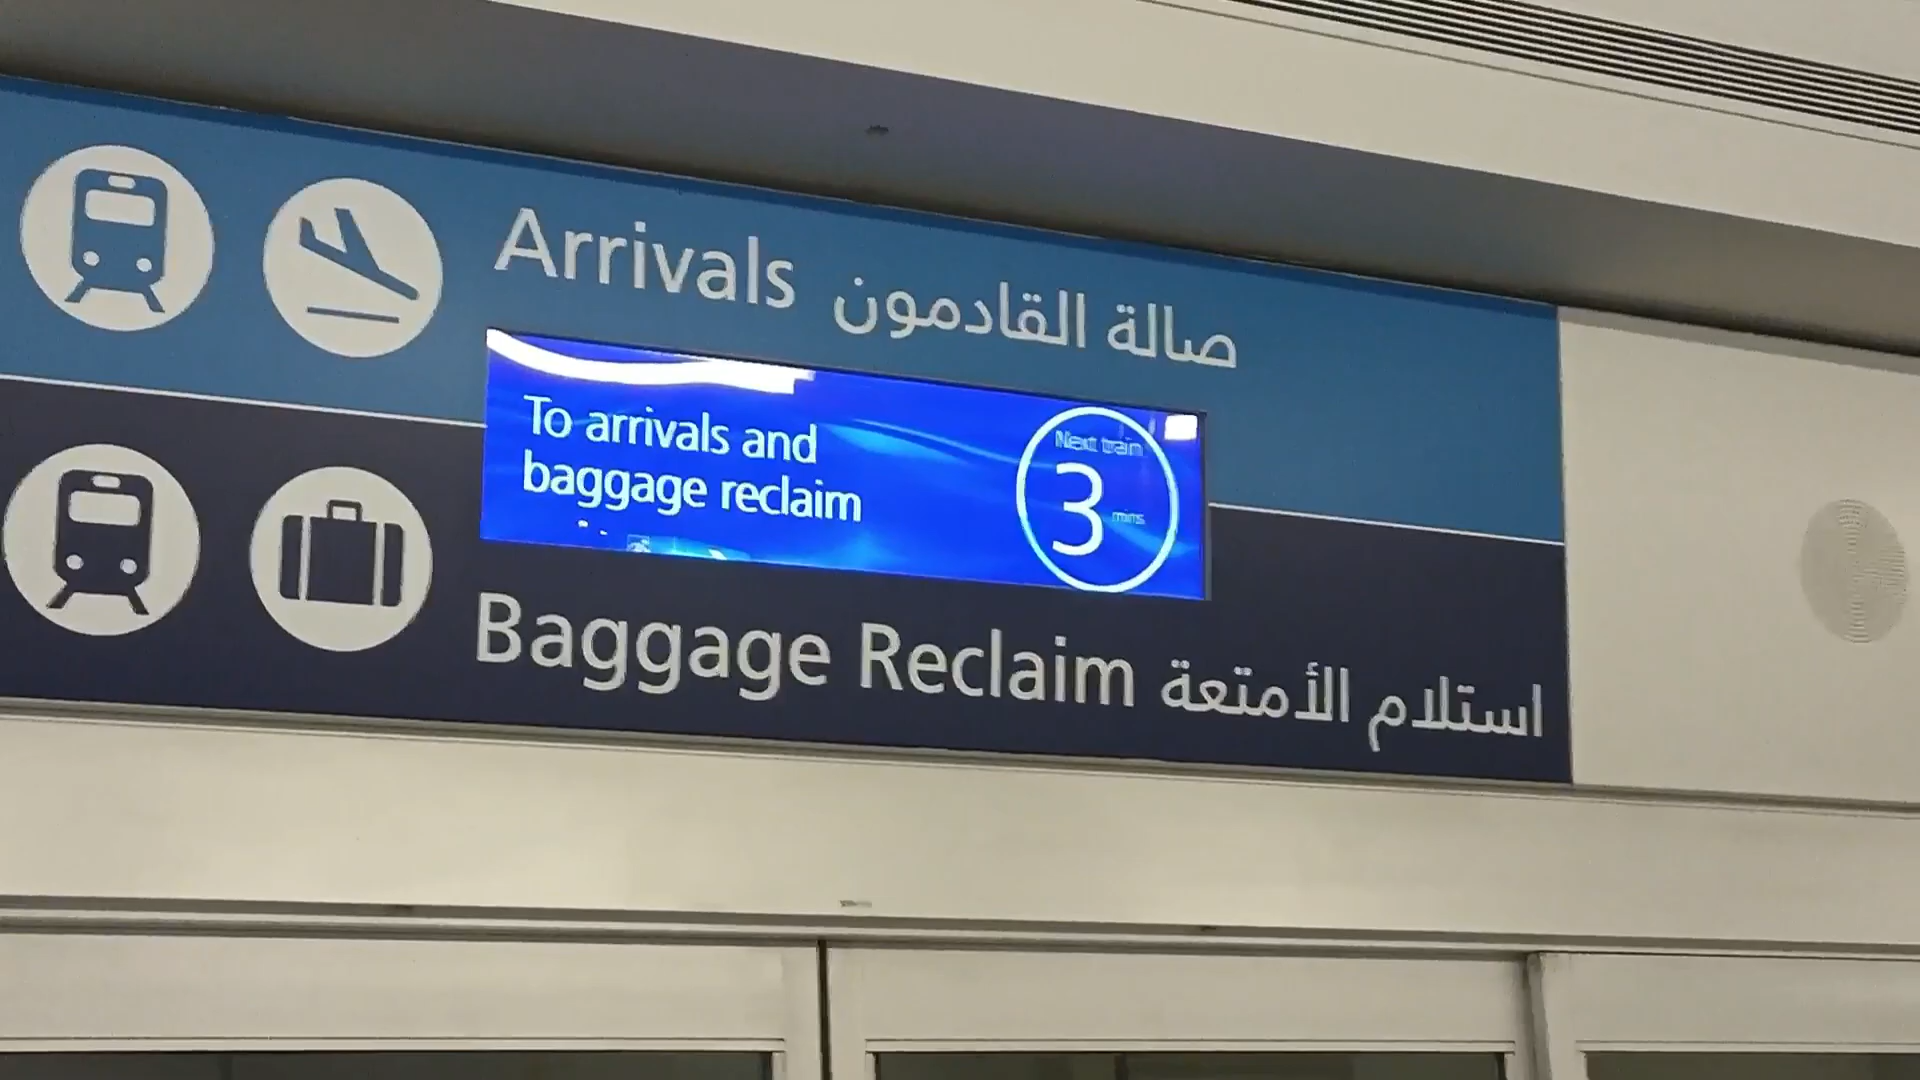 Arrivals صالة القادمون
To arrivals and
baggage reclaim
Next train
3 mins
Baggage Reclaim استلام الأمتعة